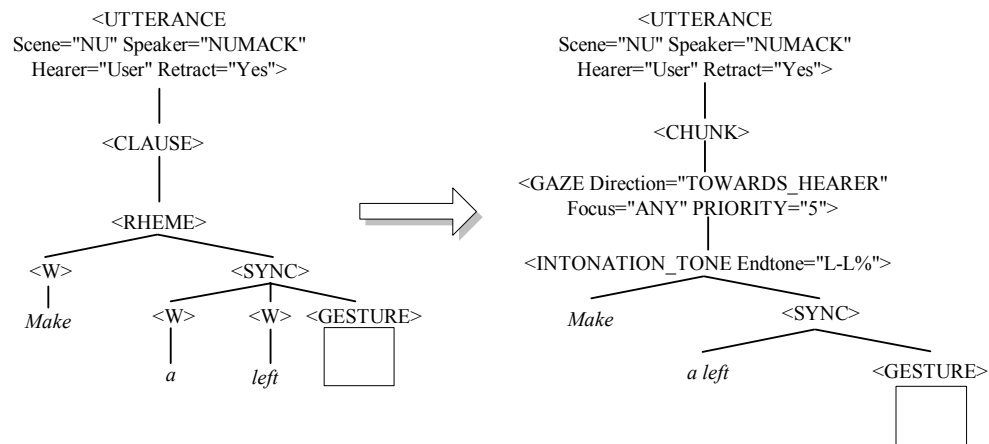 <UTTERANCE
Scene="NU" Speaker="NUMACK"
Hearer="User" Retract="Yes">
<CLAUSE>
<RHEME>
<W>
<SYNC>
Make
<W>
<W>
<GESTURE>
a
left
<UTTERANCE
Scene="NU" Speaker="NUMACK"
Hearer="User" Retract="Yes">
<CHUNK>
<GAZE Direction="TOWARDS_HEARER"
Focus="ANY" PRIORITY="5">
<INTONATION_TONE Endtone="L-L%">
Make
<SYNC>
a left
<GESTURE>